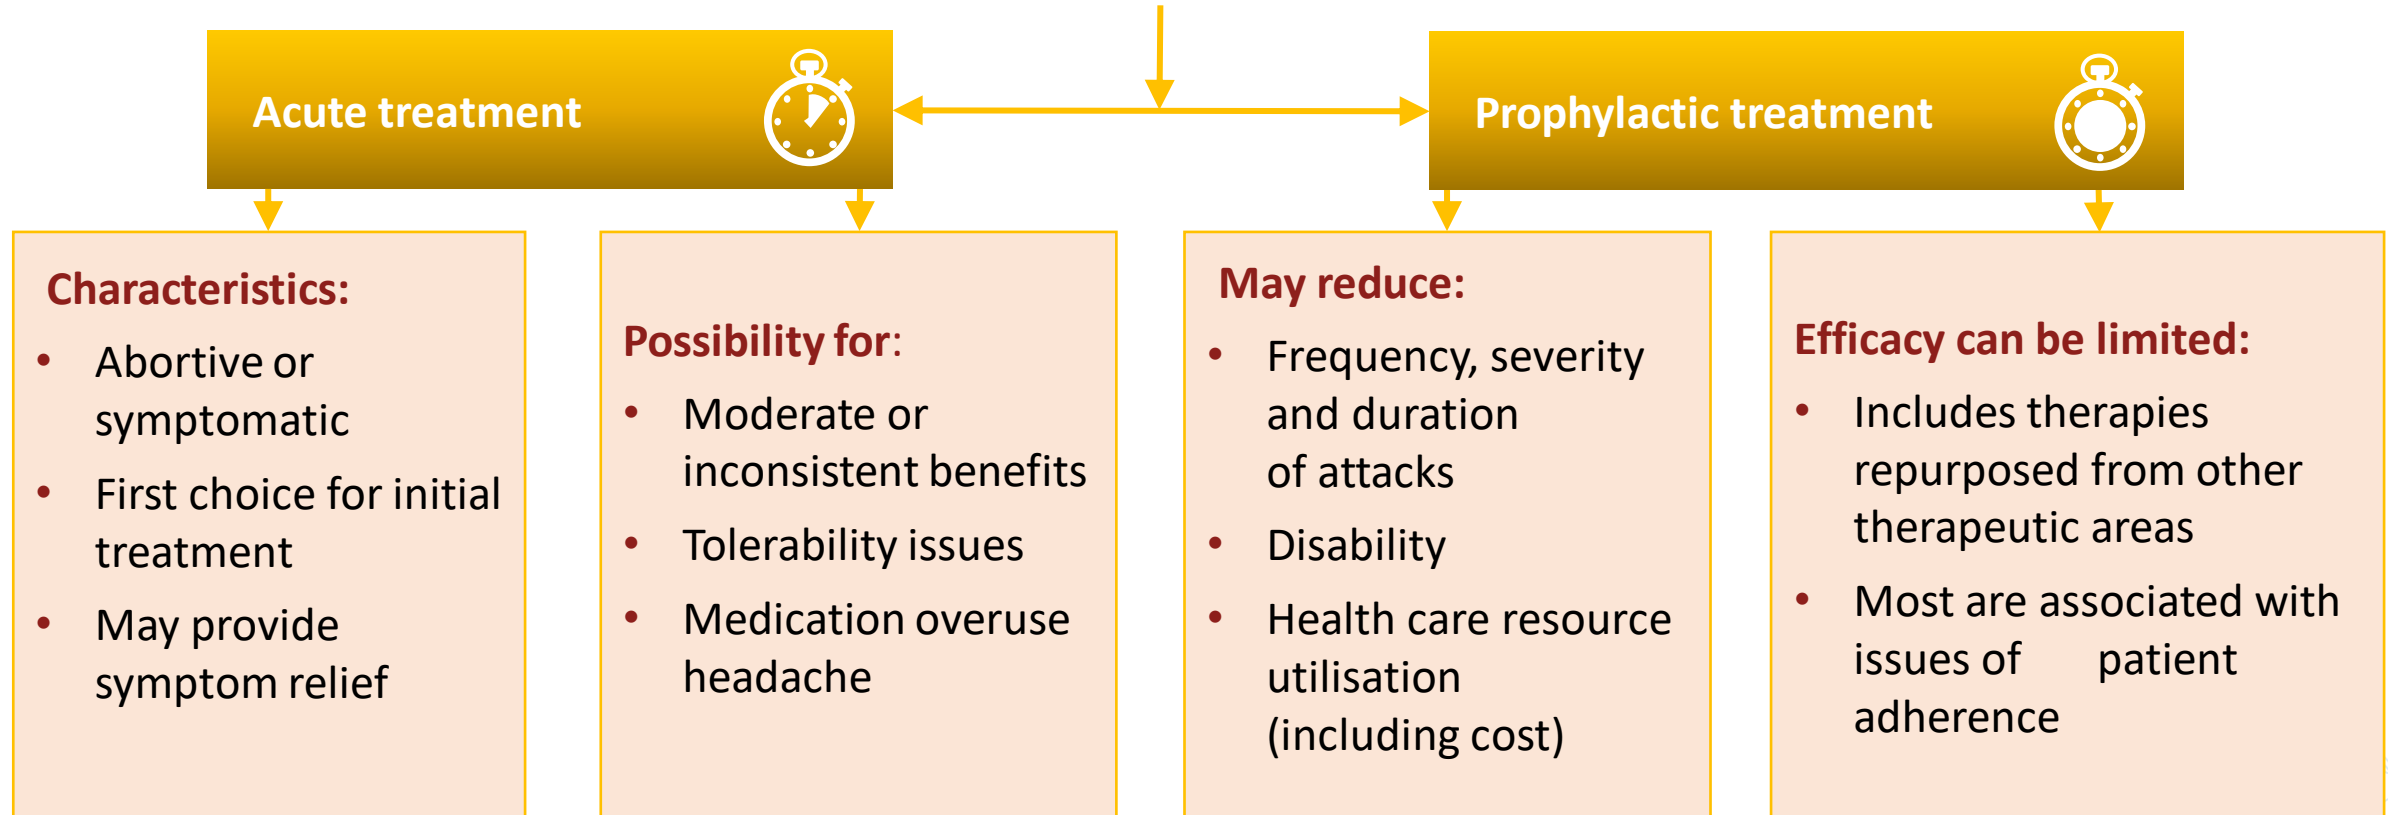 Acute treatment
Prophylactic treatment
Characteristics:
• Abortive or
symptomatic
• First choice for initial
treatment
• May provide
symptom relief
Possibility for:
• Moderate or
inconsistent benefits
• Tolerability issues
• Medication overuse
headache
May reduce:
• Frequency, severity
and duration
of attacks
• Disability
• Health care resource
utilisation
(including cost)
Efficacy can be limited:
• Includes therapies
repurposed from other
therapeutic areas
• Most are associated with
issues of patient
adherence